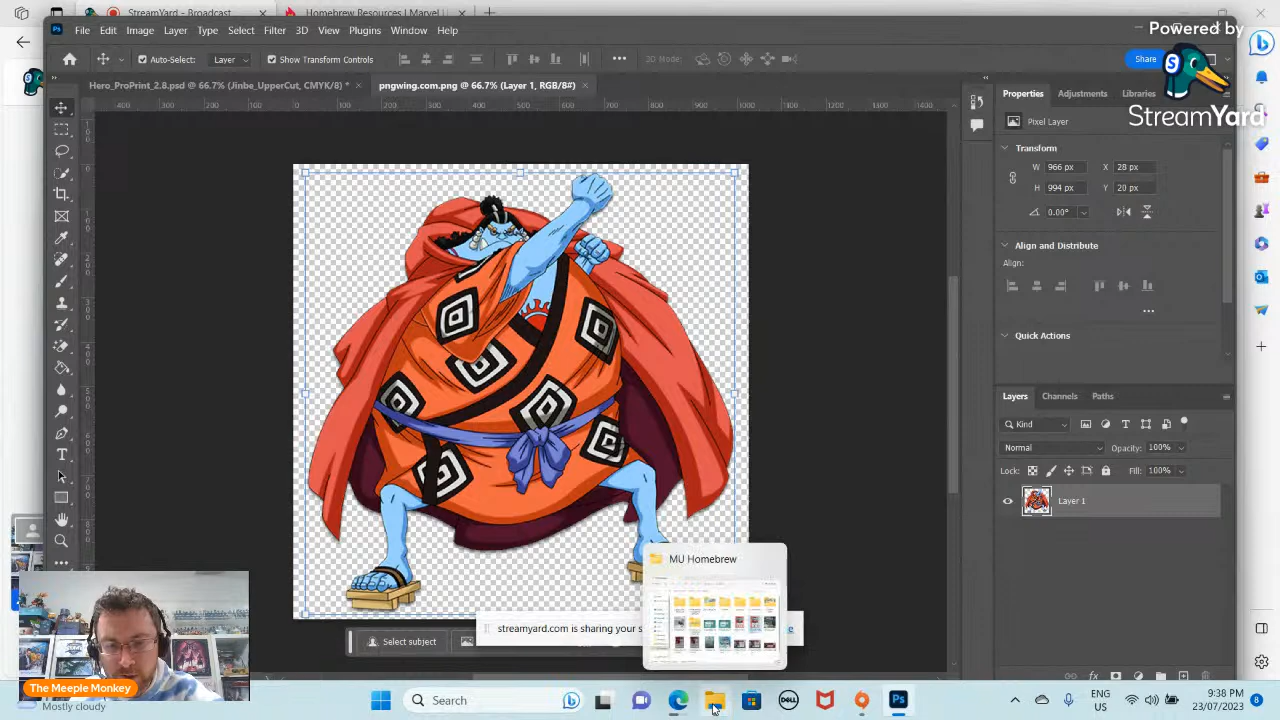 StreamYard - Broadcast
Powered by
File Edit Image Layer Type Select Filter 3D View Plugins Window Help
Auto-Select: Layer Show Transform Controls ••• 3D Mode: Share
StreamYard
Hero_ProPrint_2.8.psd @ 66.7% (Jinbe_UpperCut, CMYK/8) * pngwing.com.png @ 66.7% (Layer 1, RGB/8#)
Properties Adjustments Libraries
Pixel Layer
Transform
W 966 px X 28 px
H 994 px Y 20 px
0.00°
Align and Distribute
Align:
•••
Quick Actions
Layers Channels Paths
Kind
Normal Opacity: 100%
Lock: Fill: 100%
Layer 1
MU Homebrew
Select subject
streamyard.com is sharing your s
The Meeple Monkey
Mostly cloudy
Search
DELL
ENG
US
9:38 PM
23/07/2023
8